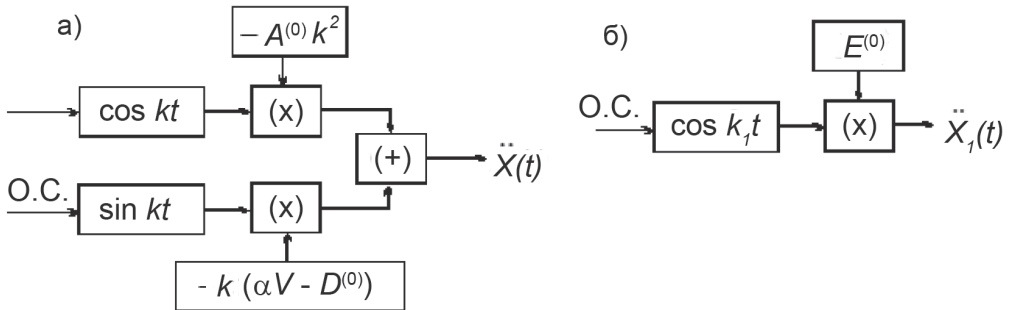 а)
– A⁽⁰⁾ k²
cos kt
(x)
(+)
Ẍ(t)
О.С.
sin kt
(x)
- k (αV - D⁽⁰⁾)
б)
E⁽⁰⁾
О.С.
cos k₁t
(x)
Ẍ₁(t)